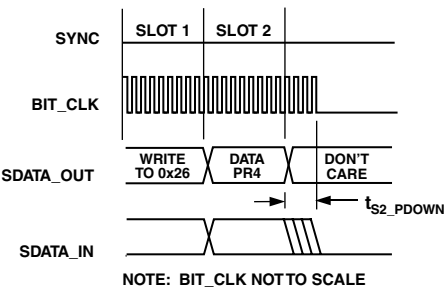 SYNC SLOT 1 SLOT 2
BIT_CLK
SDATA_OUT WRITE TO 0x26 DATA PR4 DON'T CARE
tS2_PDOWN
SDATA_IN
NOTE: BIT_CLK NOT TO SCALE